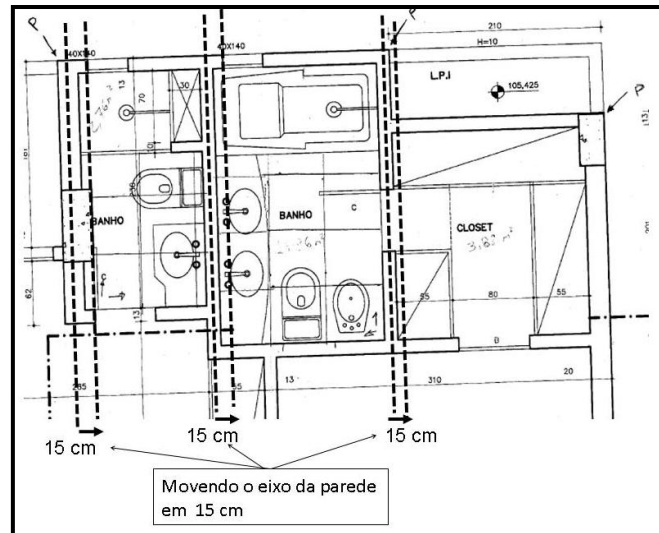 P
P
210
40X140
40X140
H=10
L.P.I
105,425
P
13
70
30
10
BANHO
BANHO
C
CLOSET
3,82 m²
62
C
55
80
55
13
B
265
13
310
20
15 cm
15 cm
15 cm
Movendo o eixo da parede
em 15 cm